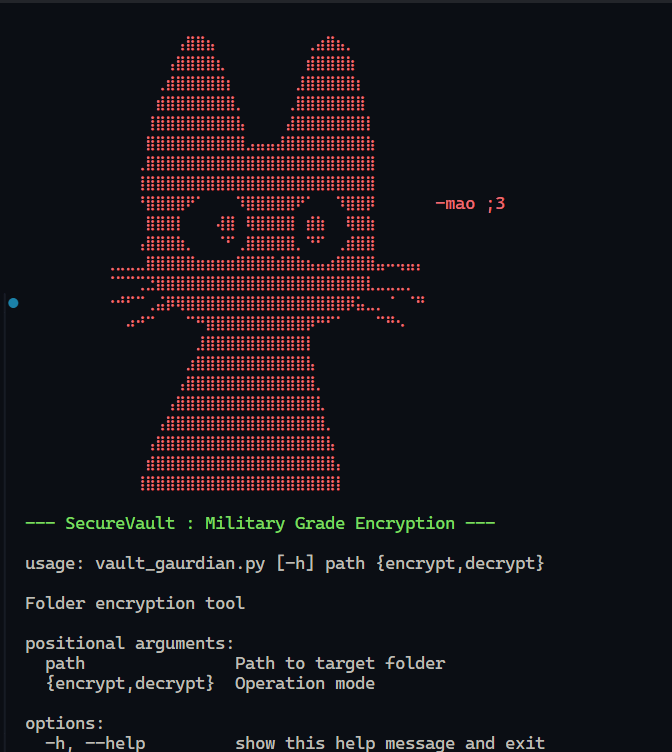 ~mao ;3
--- SecureVault : Military Grade Encryption ---
usage: vault_gaurdian.py [-h] path {encrypt,decrypt}
Folder encryption tool
positional arguments:
path Path to target folder
{encrypt,decrypt} Operation mode
options:
-h, --help show this help message and exit